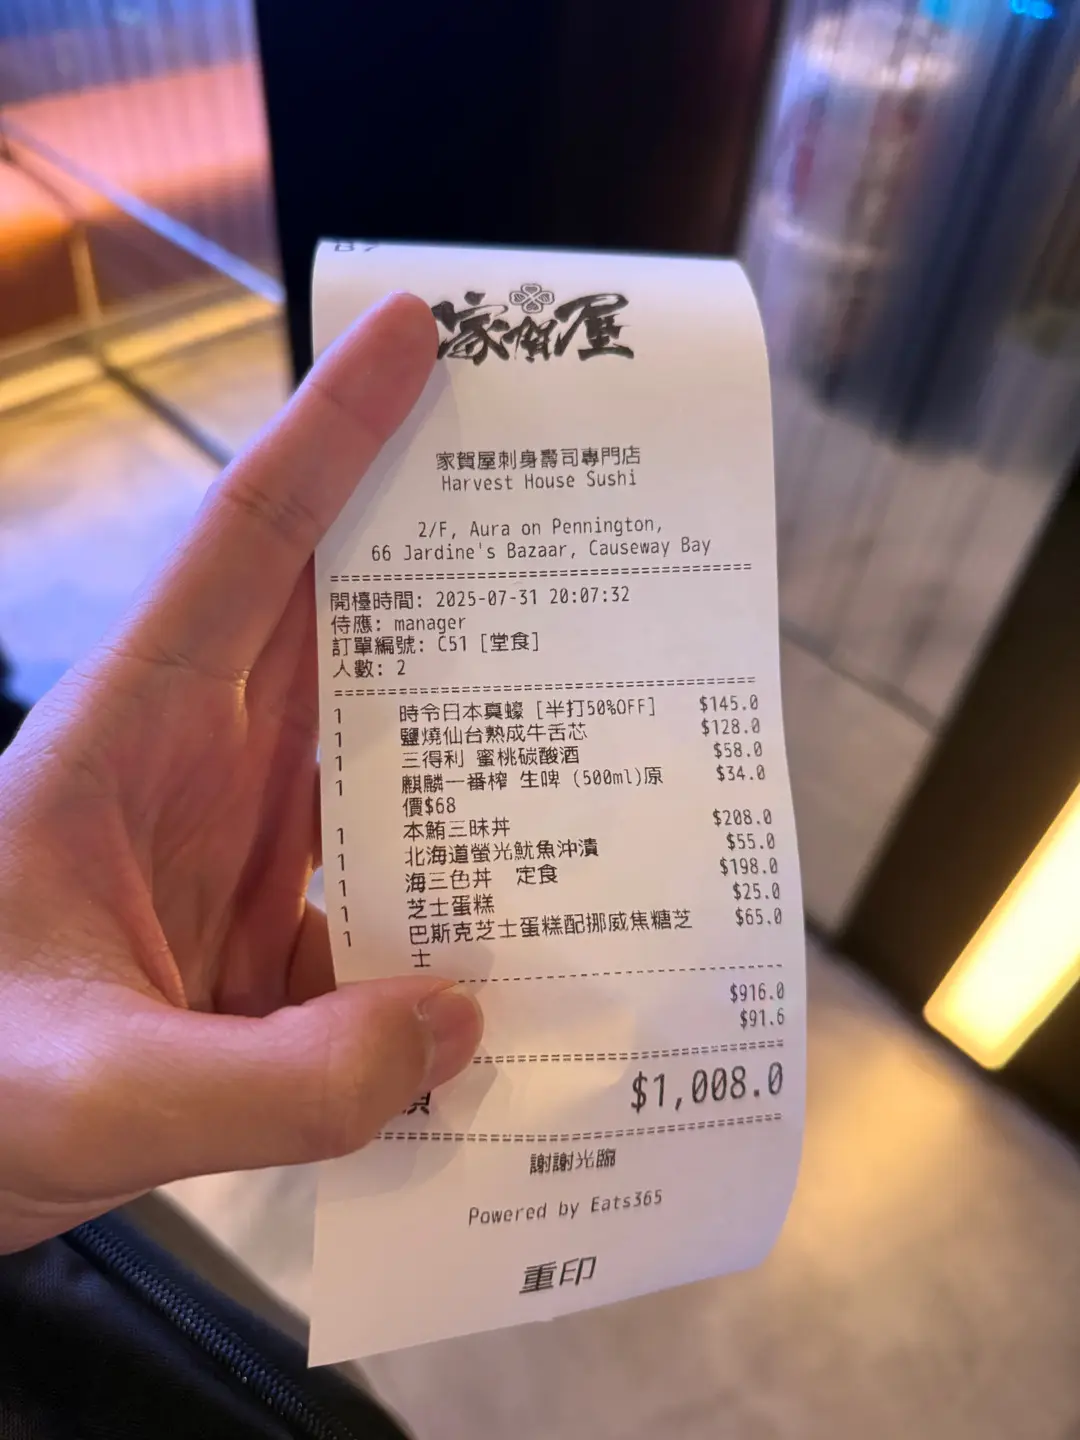 家賀屋
家賀屋刺身壽司專門店
Harvest House Sushi
2/F, Aura on Pennington,
66 Jardine's Bazaar, Causeway Bay
開檯時間: 2025-07-31 20:07:32
侍應: manager
訂單編號: C51 [堂食]
人數: 2
1 時令日本真蠔 [半打50%OFF] $145.0
1 鹽燒仙台熟成牛舌芯 $128.0
1 三得利 蜜桃碳酸酒 $58.0
1 麒麟一番榨 生啤 (500ml)原 $34.0
價$68
1 本鮪三昧丼 $208.0
1 北海道螢光魷魚沖漬 $55.0
1 海三色丼 定食 $198.0
1 芝士蛋糕 $25.0
1 巴斯克芝士蛋糕配挪威焦糖芝 $65.0
士
$916.0
$91.6
$1,008.0
謝謝光臨
Powered by Eats365
重印